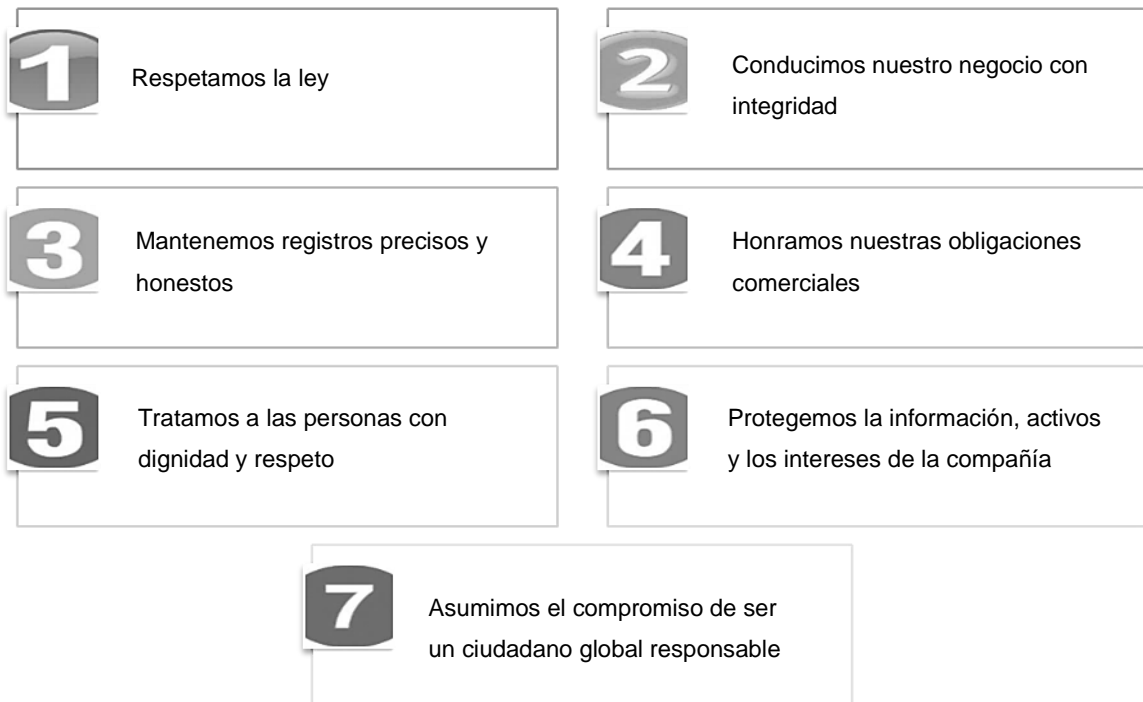 1
Respetamos la ley
2
Conducimos nuestro negocio con
integridad
3
Mantenemos registros precisos y
honestos
4
Honramos nuestras obligaciones
comerciales
5
Tratamos a las personas con
dignidad y respeto
6
Protegemos la información, activos
y los intereses de la compañía
7
Asumimos el compromiso de ser
un ciudadano global responsable